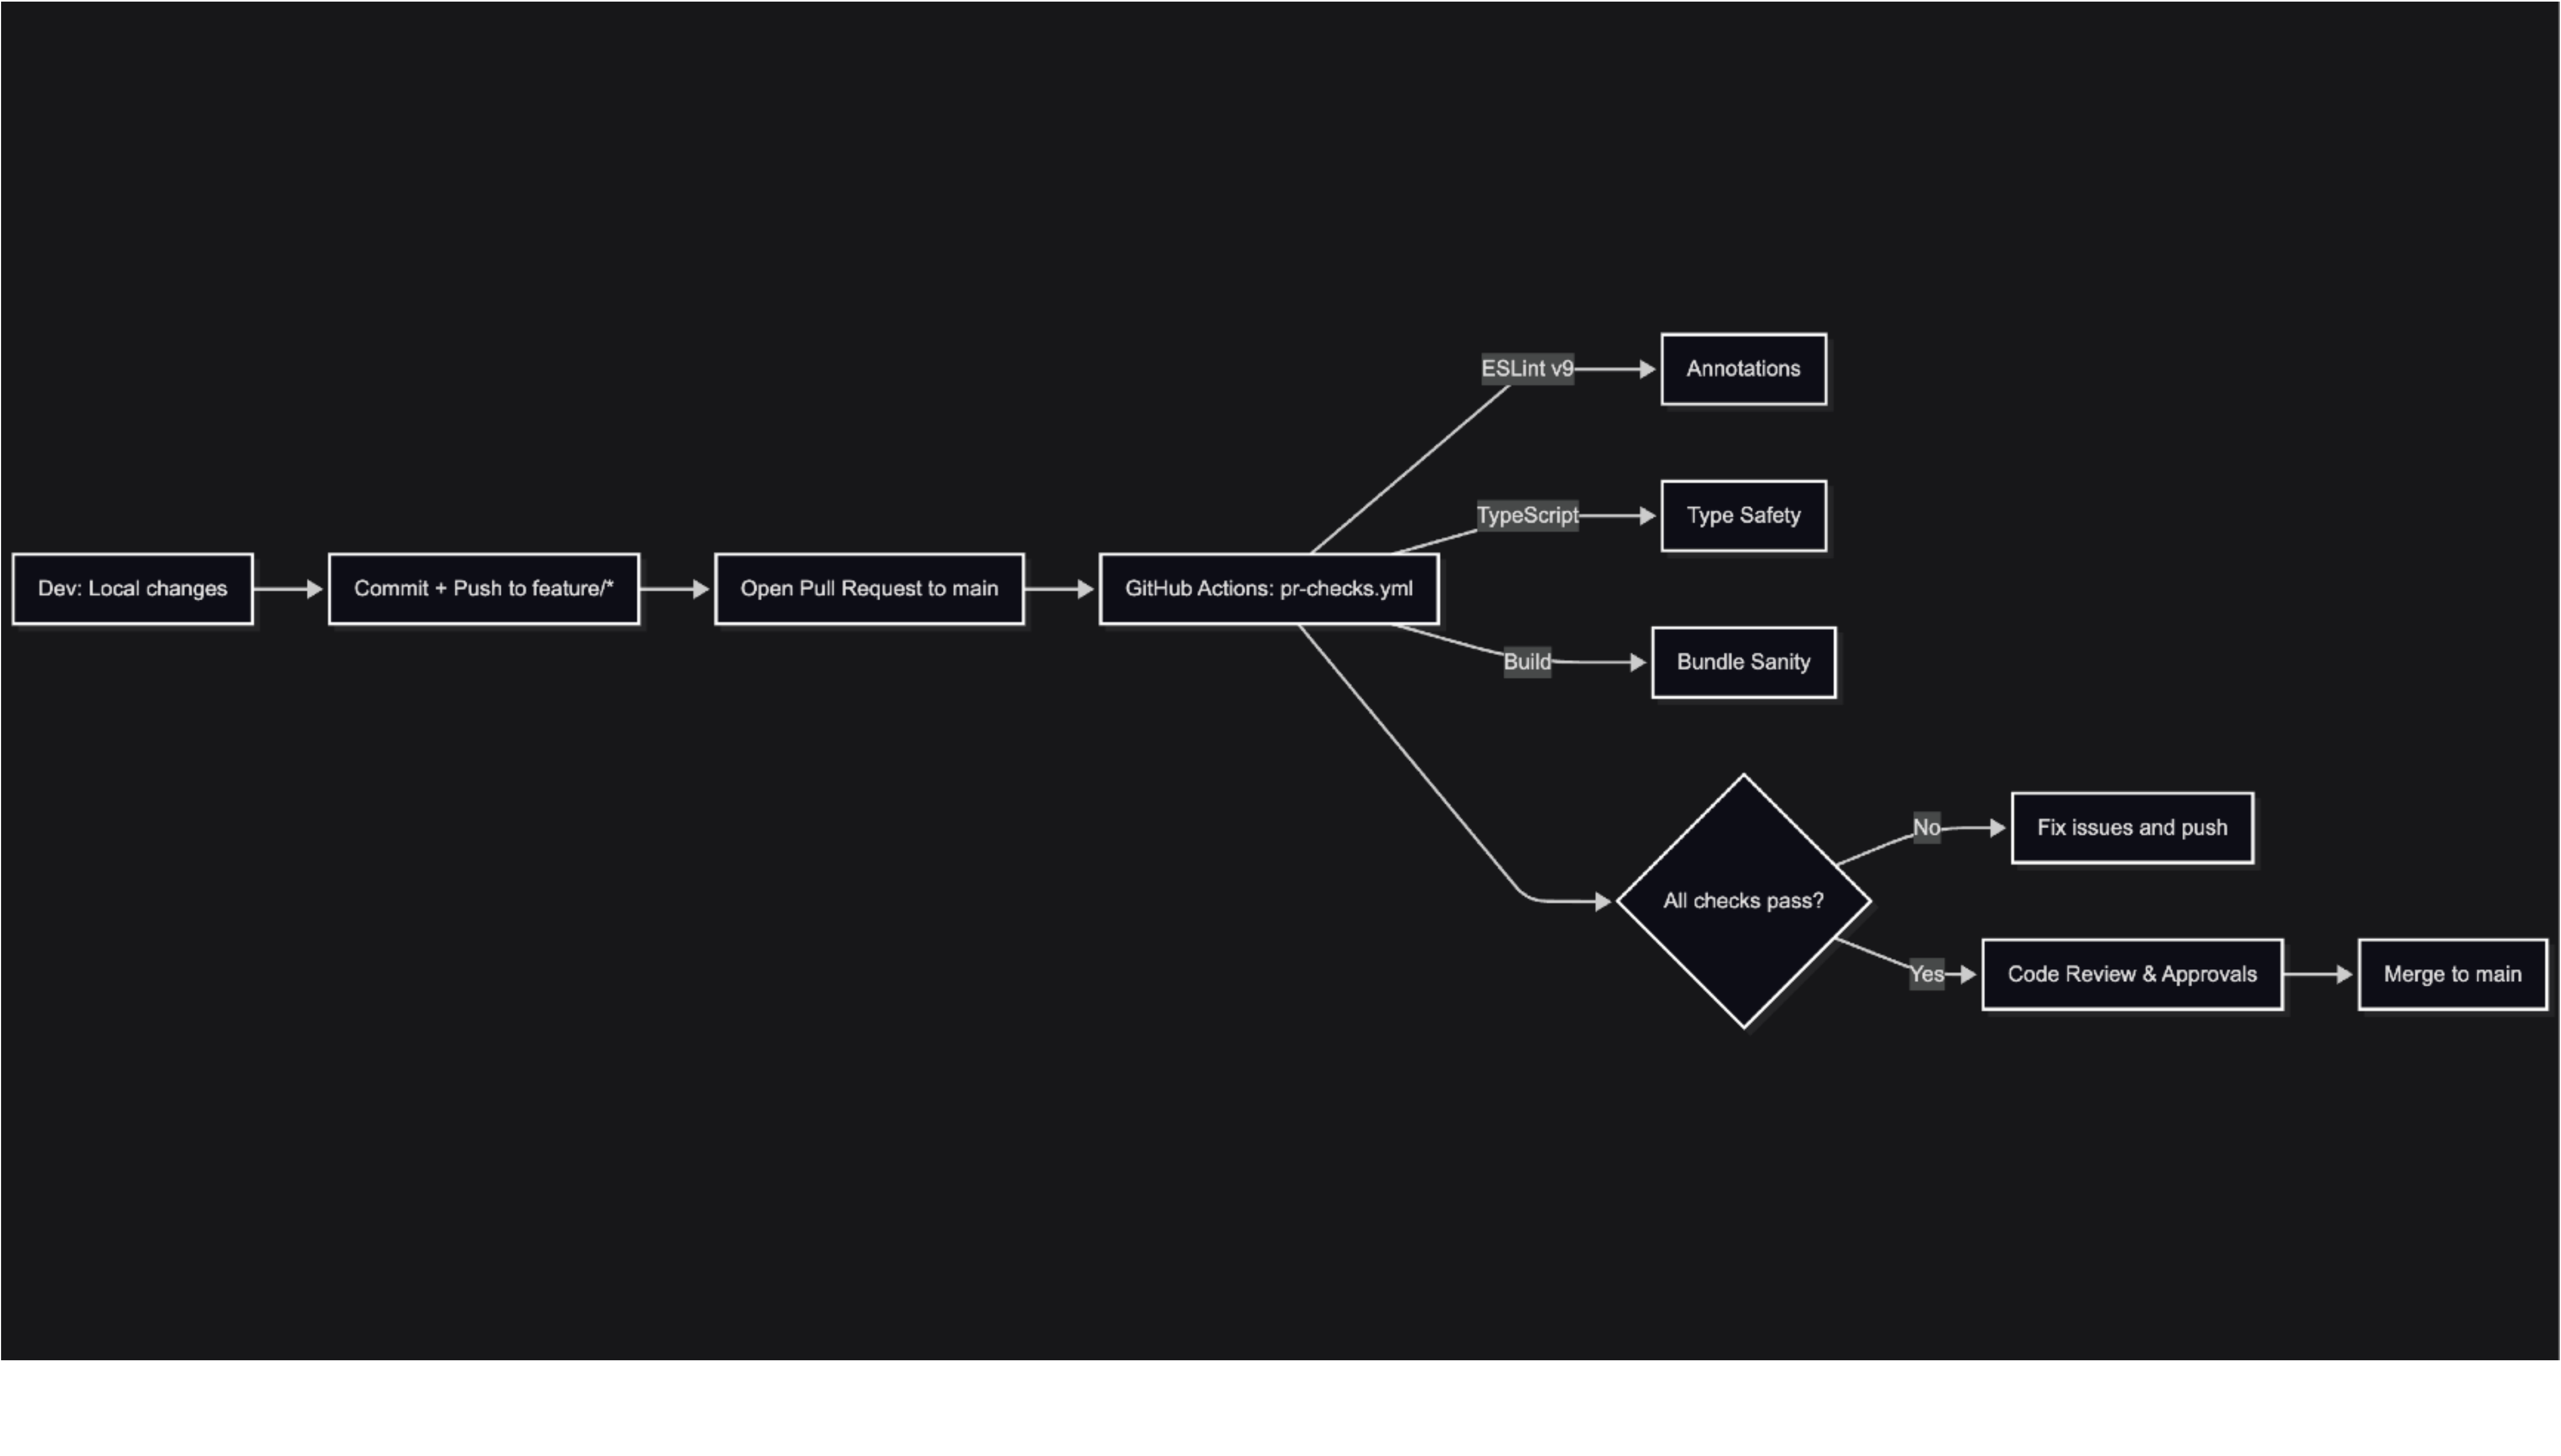 Dev: Local changes
Commit + Push to feature/*
Open Pull Request to main
GitHub Actions: pr-checks.yml
ESLint v9
Annotations
TypeScript
Type Safety
Build
Bundle Sanity
All checks pass?
No
Fix issues and push
Yes
Code Review & Approvals
Merge to main